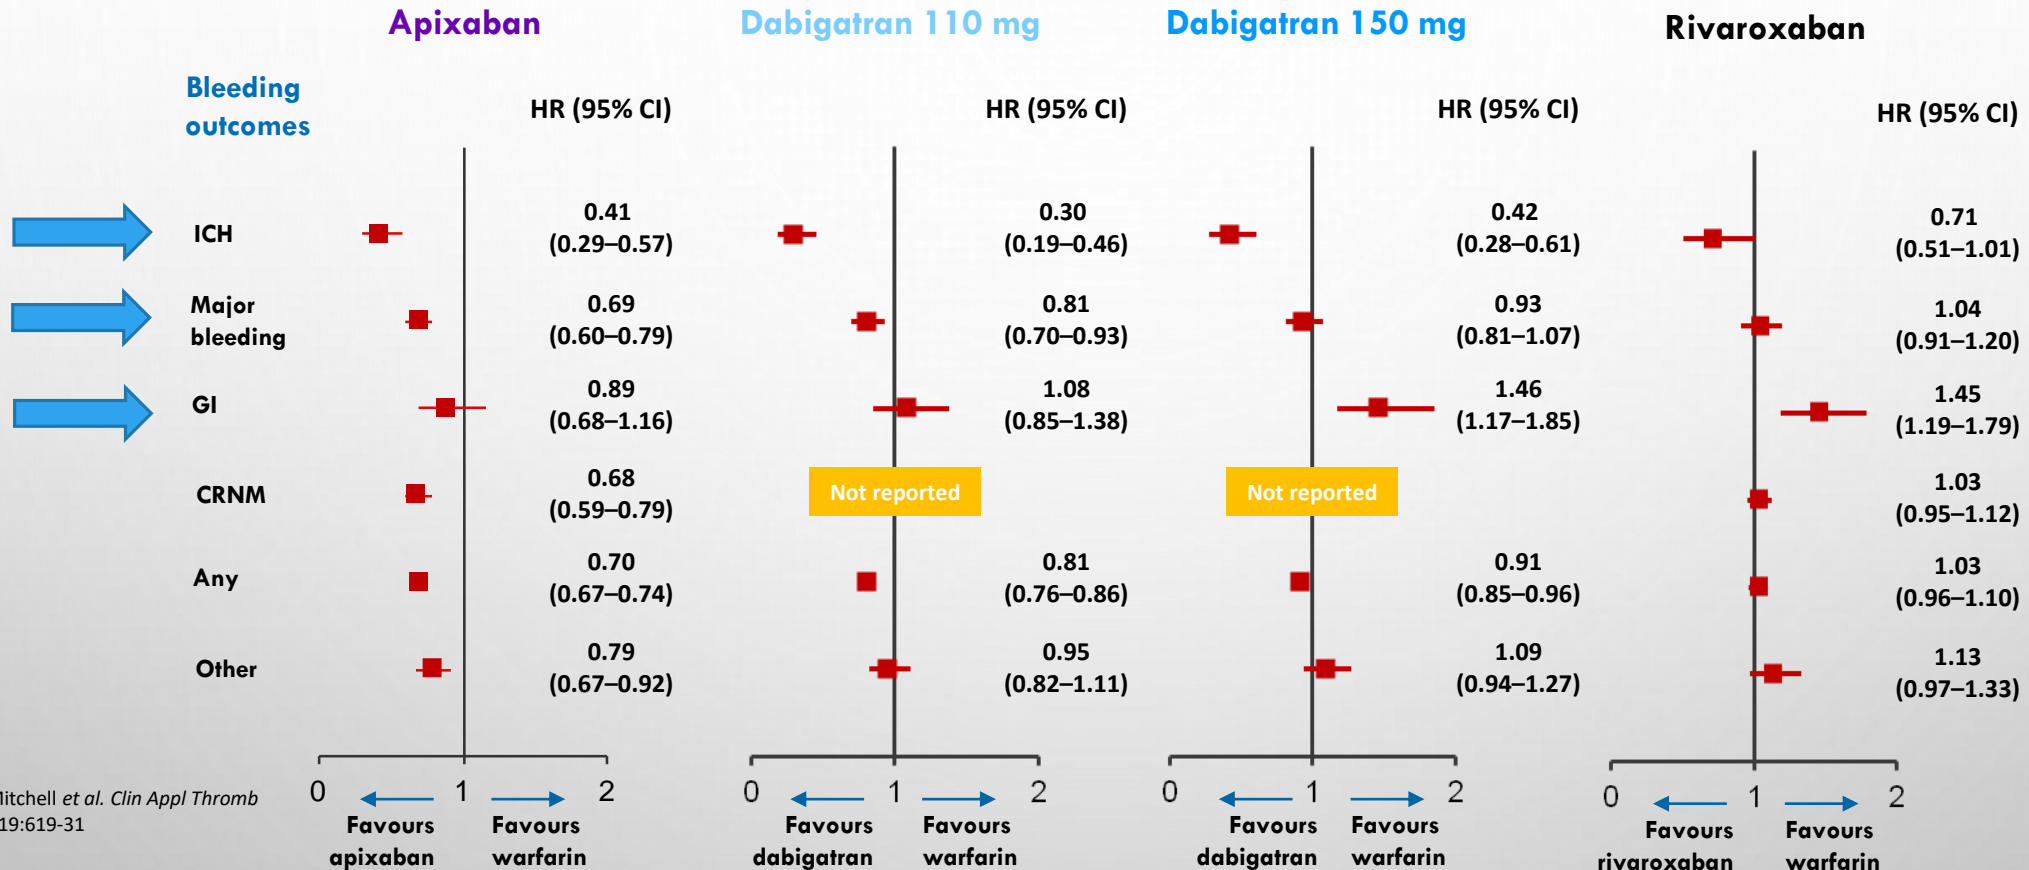 Apixaban
Dabigatran 110 mg
Dabigatran 150 mg
Rivaroxaban
Bleeding
outcomes
HR (95% CI)
HR (95% CI)
HR (95% CI)
HR (95% CI)
ICH
0.41
(0.29–0.57)
0.30
(0.19–0.46)
0.42
(0.28–0.61)
0.71
(0.51–1.01)
Major
bleeding
0.69
(0.60–0.79)
0.81
(0.70–0.93)
0.93
(0.81–1.07)
1.04
(0.91–1.20)
GI
0.89
(0.68–1.16)
1.08
(0.85–1.38)
1.46
(1.17–1.85)
1.45
(1.19–1.79)
CRNM
0.68
(0.59–0.79)
Not reported
Not reported
1.03
(0.95–1.12)
Any
0.70
(0.67–0.74)
0.81
(0.76–0.86)
0.91
(0.85–0.96)
1.03
(0.96–1.10)
Other
0.79
(0.67–0.92)
0.95
(0.82–1.11)
1.09
(0.94–1.27)
1.13
(0.97–1.33)
0 1 2
Favours
apixaban
Favours
warfarin
0 1 2
Favours
dabigatran
Favours
warfarin
0 1 2
Favours
dabigatran
Favours
warfarin
0 1 2
Favours
rivaroxaban
Favours
warfarin
Mitchell et al. Clin Appl Thromb
19:619-31